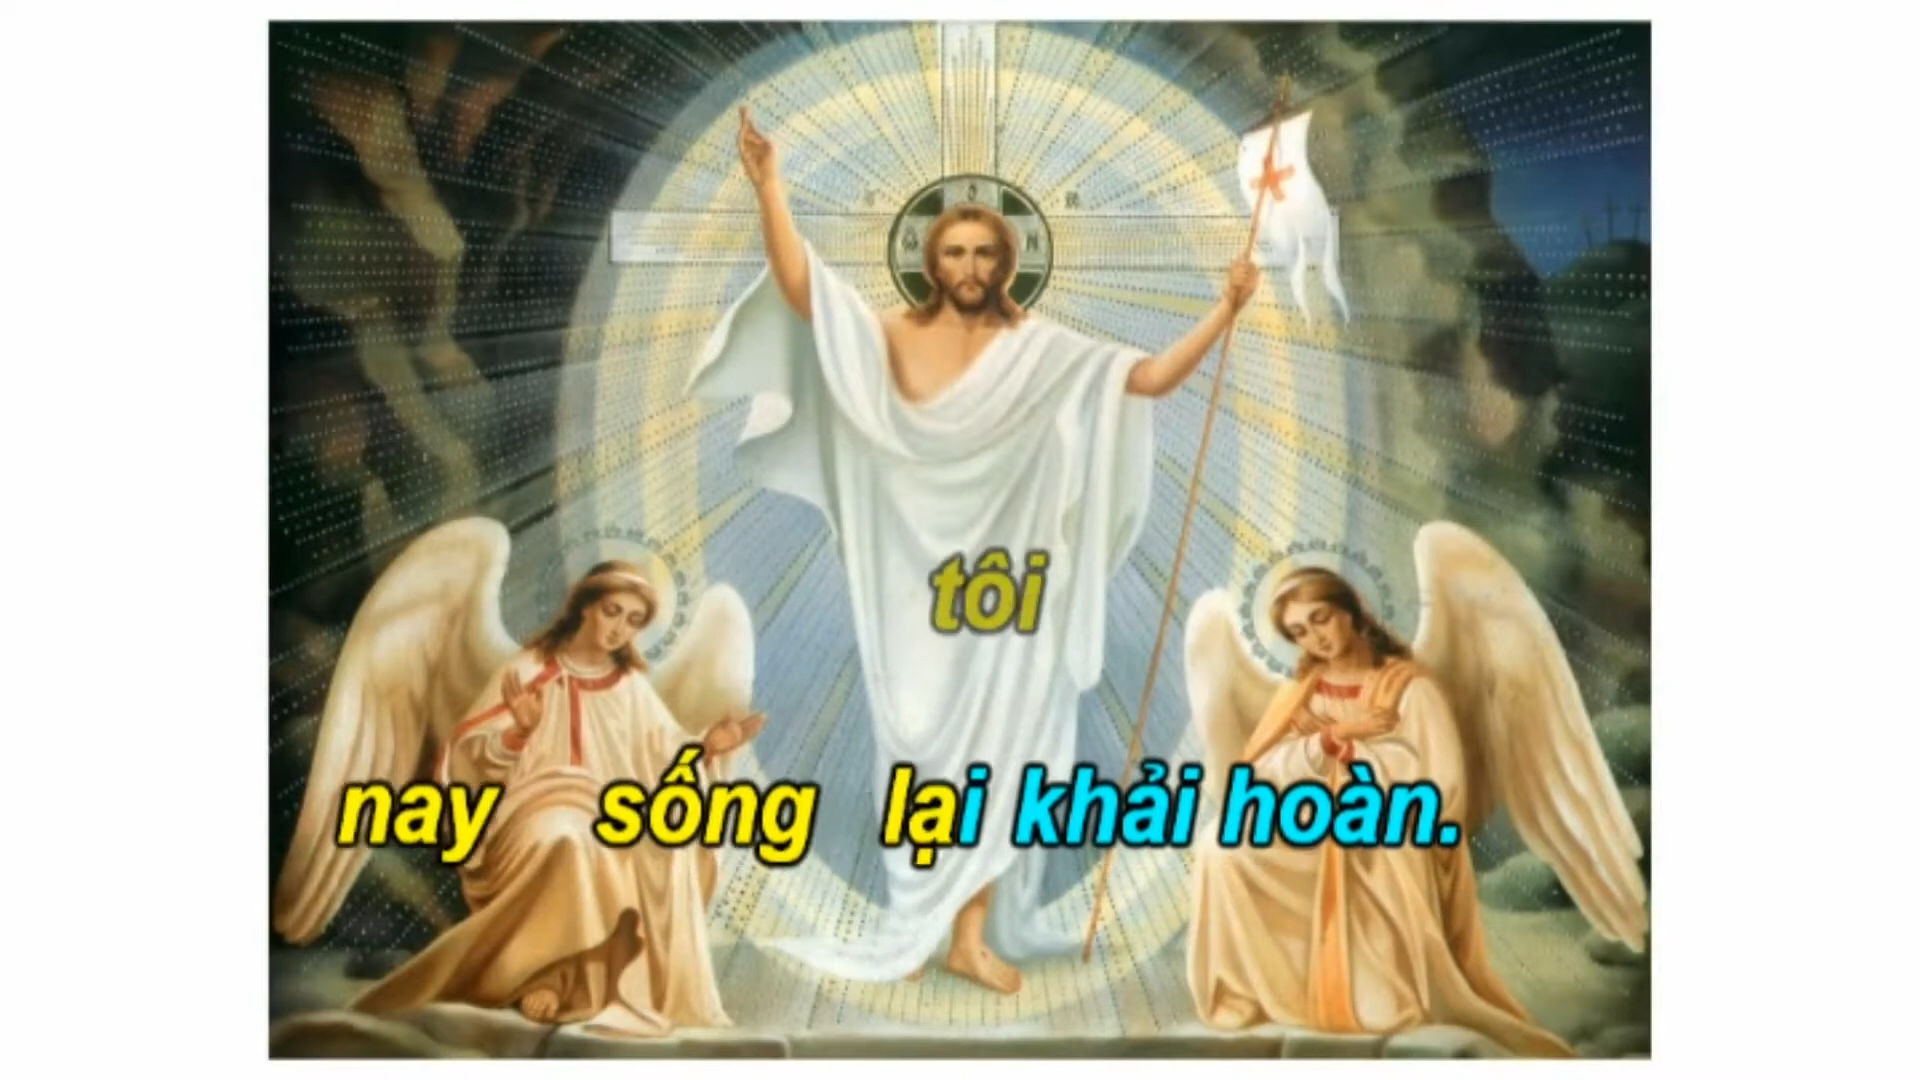 tôi
nay sống lại khải hoàn.